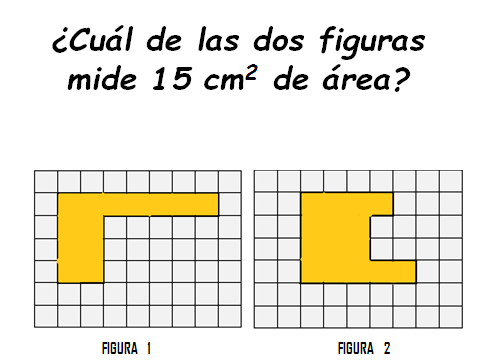 ¿Cuál de las dos figuras
mide 15 cm² de área?
FIGURA 1
FIGURA 2